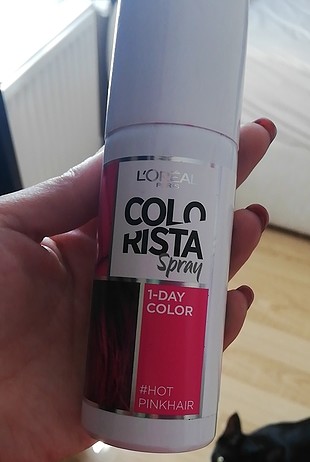 L'ORÉAL
PARIS
COLO
RISTA
Spray
1-DAY
COLOR
#HOT
PINKHAIR